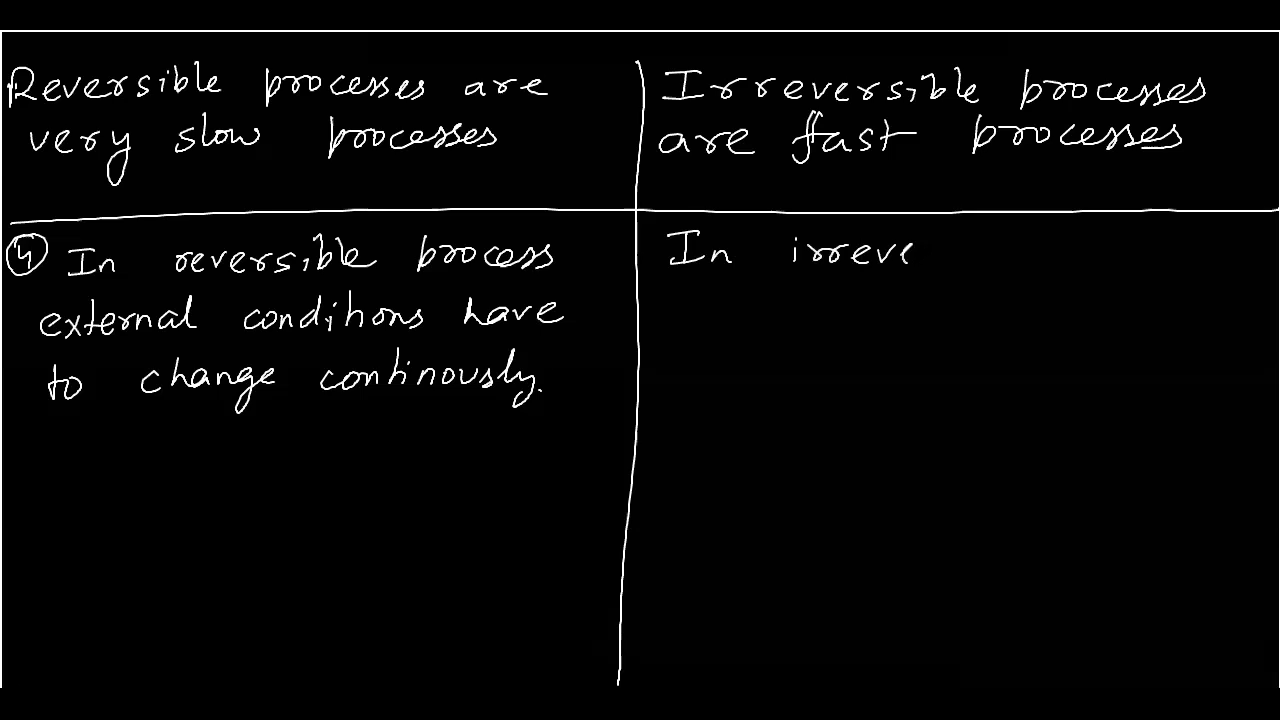 Reversible processes are
very slow processes
Irreversible processes
are fast processes
4 In reversible process
external conditions have
to change continously.
In irreve